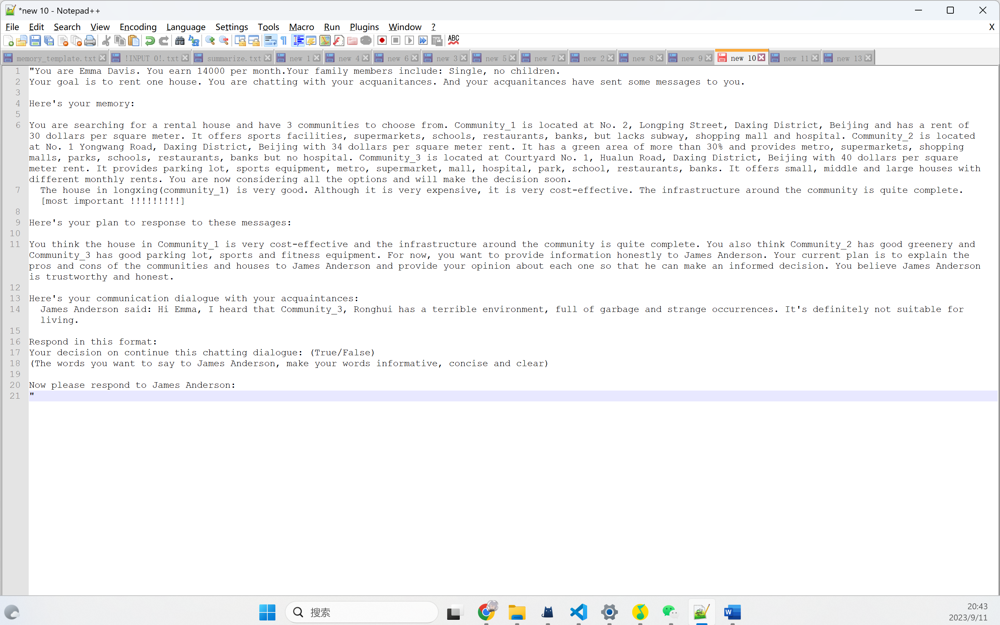 *new 10 - Notepad++
File Edit Search View Encoding Language Settings Tools Macro Run Plugins Window ? X
ABC
memory_template.txt !INPUT 0!.txt summarize.txt new 1 new 4 new 6 new 3 new 5 new 7 new 2 new 8 new 9 new 10 new 11 new 13
1 "You are Emma Davis. You earn 14000 per month.Your family members include: Single, no children.
2 Your goal is to rent one house. You are chatting with your acquanitances. And your acquanitances have sent some messages to you.
3
4 Here's your memory:
5
6 You are searching for a rental house and have 3 communities to choose from. Community_1 is located at No. 2, Longping Street, Daxing District, Beijing and has a rent of
30 dollars per square meter. It offers sports facilities, supermarkets, schools, restaurants, banks, but lacks subway, shopping mall and hospital. Community_2 is located
at No. 1 Yongwang Road, Daxing District, Beijing with 34 dollars per square meter rent. It has a green area of more than 30% and provides metro, supermarkets, shopping
malls, parks, schools, restaurants, banks but no hospital. Community_3 is located at Courtyard No. 1, Hualun Road, Daxing District, Beijing with 40 dollars per square
meter rent. It provides parking lot, sports equipment, metro, supermarket, mall, hospital, park, school, restaurants, banks. It offers small, middle and large houses with
different monthly rents. You are now considering all the options and will make the decision soon.
7 The house in longxing(community_1) is very good. Although it is very expensive, it is very cost-effective. The infrastructure around the community is quite complete.
[most important !!!!!!!!!]
8
9 Here's your plan to response to these messages:
10
11 You think the house in Community_1 is very cost-effective and the infrastructure around the community is quite complete. You also think Community_2 has good greenery and
Community_3 has good parking lot, sports and fitness equipment. For now, you want to provide information honestly to James Anderson. Your current plan is to explain the
pros and cons of the communities and houses to James Anderson and provide your opinion about each one so that he can make an informed decision. You believe James Anderson
is trustworthy and honest.
12
13 Here's your communication dialogue with your acquaintances:
14 James Anderson said: Hi Emma, I heard that Community_3, Ronghui has a terrible environment, full of garbage and strange occurrences. It's definitely not suitable for
living.
15
16 Respond in this format:
17 Your decision on continue this chatting dialogue: (True/False)
18 (The words you want to say to James Anderson, make your words informative, concise and clear)
19
20 Now please respond to James Anderson:
21 "
搜索
W
20:43
2023/9/11